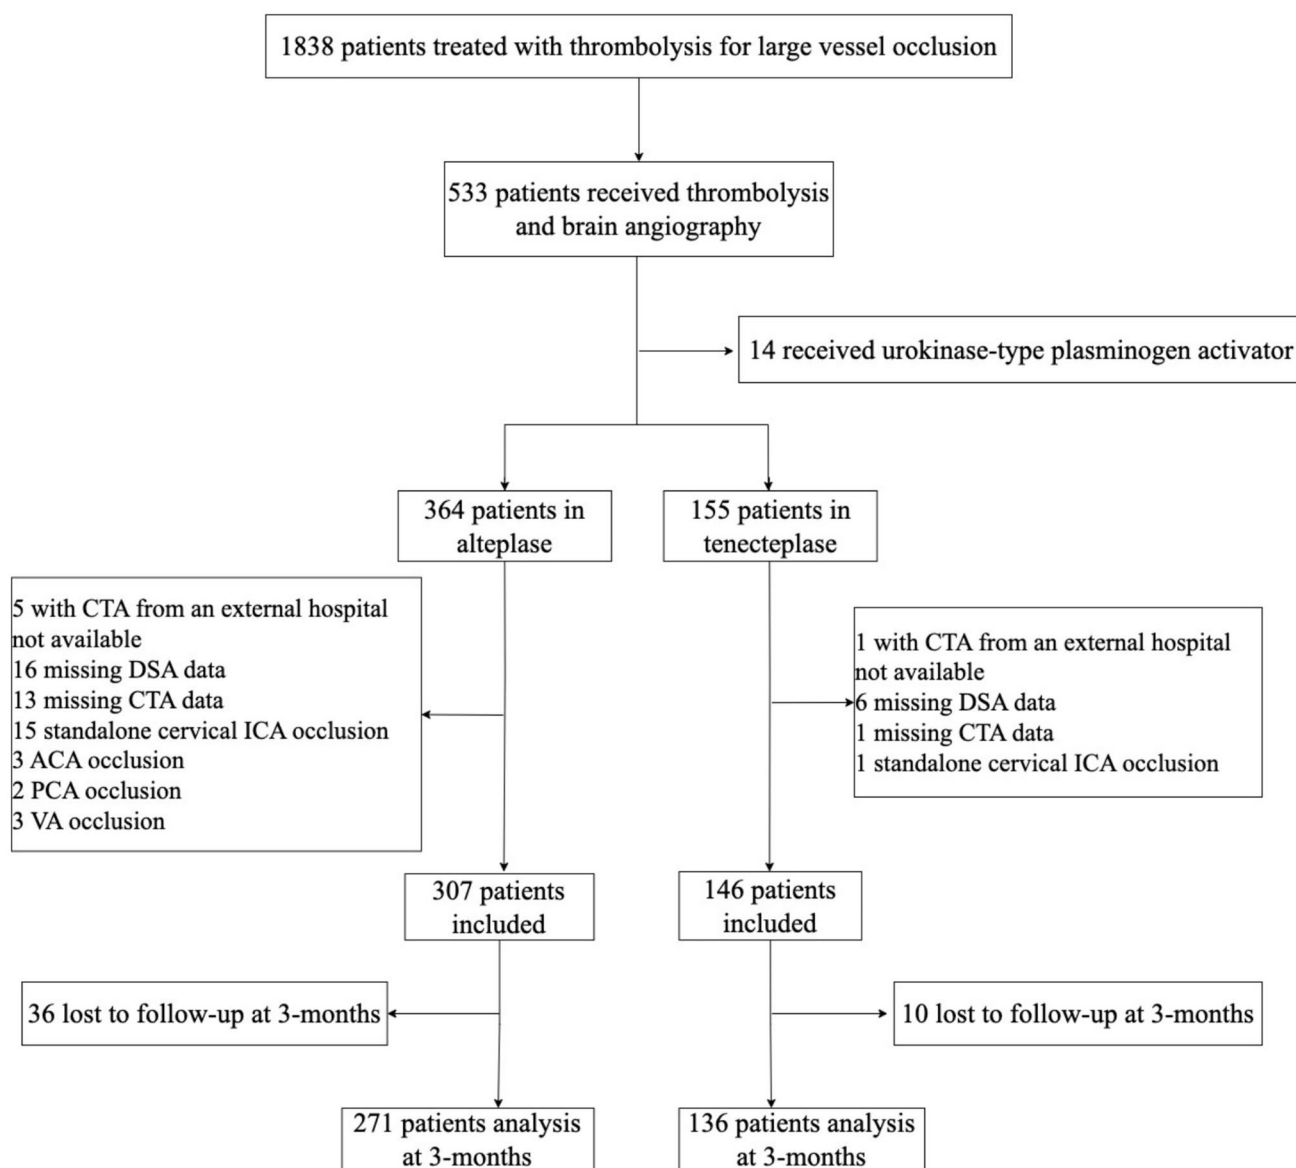 1838 patients treated with thrombolysis for large vessel occlusion
533 patients received thrombolysis
and brain angiography
14 received urokinase-type plasminogen activator
364 patients in
alteplase
155 patients in
tenecteplase
5 with CTA from an external hospital
not available
16 missing DSA data
13 missing CTA data
15 standalone cervical ICA occlusion
3 ACA occlusion
2 PCA occlusion
3 VA occlusion
1 with CTA from an external hospital
not available
6 missing DSA data
1 missing CTA data
1 standalone cervical ICA occlusion
307 patients
included
146 patients
included
36 lost to follow-up at 3-months
10 lost to follow-up at 3-months
271 patients analysis
at 3-months
136 patients analysis
at 3-months